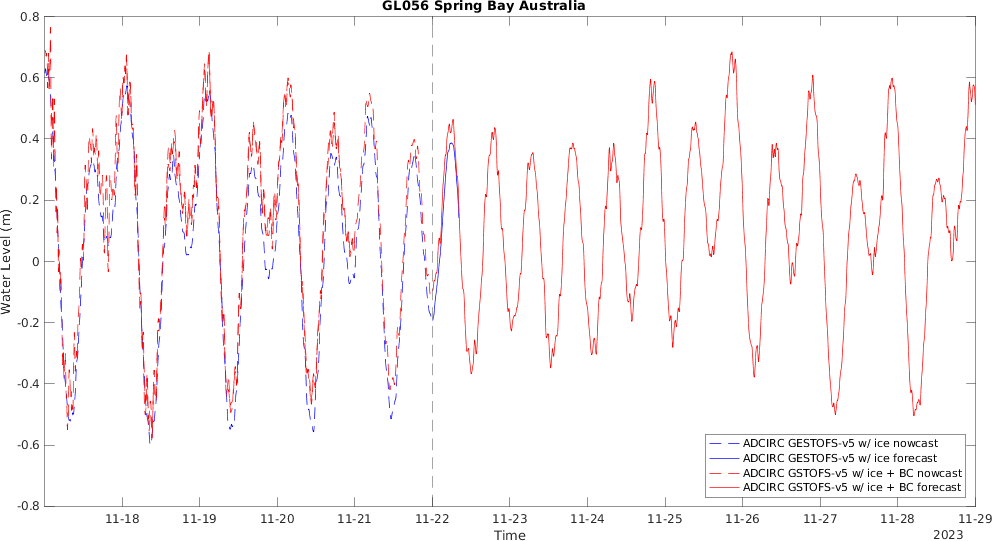 GL056 Spring Bay Australia
0.8
0.6
0.4
0.2
0
-0.2
-0.4
-0.6
-0.8
Water Level (m)
ADCIRC GESTOFS-v5 w/ ice nowcast
ADCIRC GESTOFS-v5 w/ ice forecast
ADCIRC GSTOFS-v5 w/ ice + BC nowcast
ADCIRC GSTOFS-v5 w/ ice + BC forecast
11-18 11-19 11-20 11-21 11-22 11-23 11-24 11-25 11-26 11-27 11-28 11-29
Time
2023